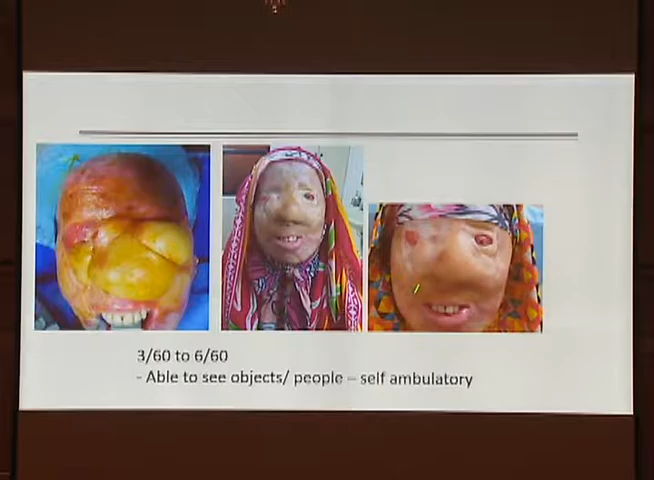 3/60 to 6/60
- Able to see objects/ people – self ambulatory